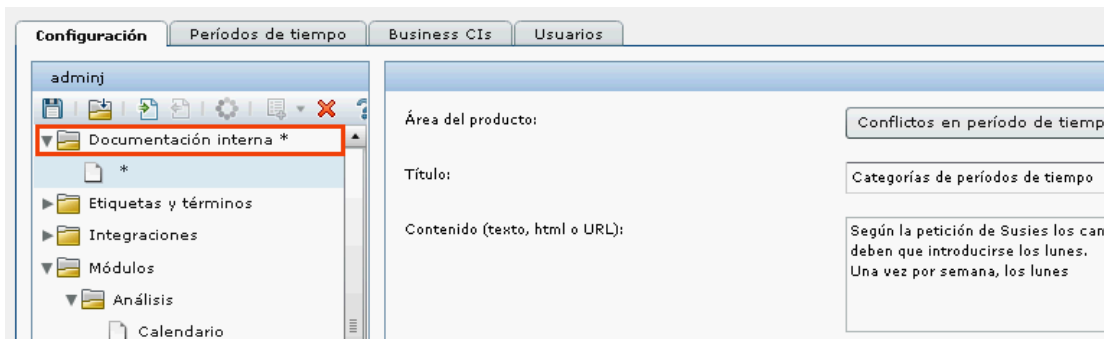 Configuración
Períodos de tiempo
Business CIs
Usuarios
adminj
Documentación interna *
*
Etiquetas y términos
Integraciones
Módulos
Análisis
Calendario
Área del producto:
Conflictos en período de tiemp
Título:
Categorías de períodos de tiempo
Contenido (texto, html o URL):
Según la petición de Susies los can
deben que introducirse los lunes.
Una vez por semana, los lunes